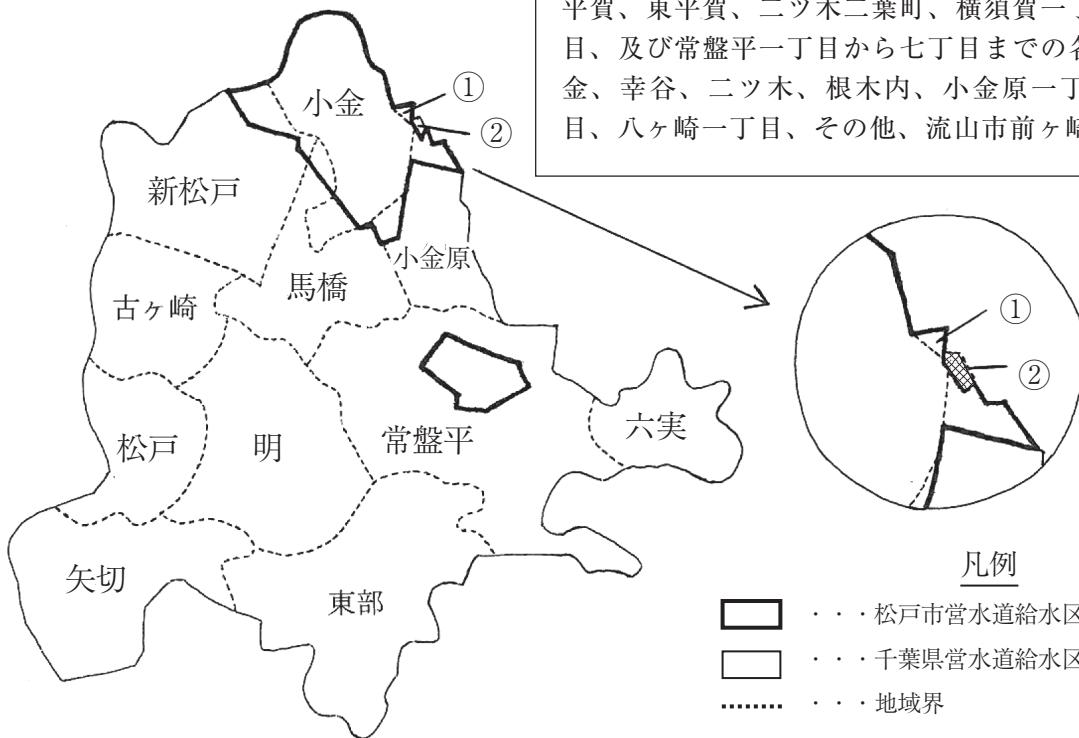 平賀、東平賀、二ツ木二葉町、横須賀一
目、及び常盤平一丁目から七丁目までの
金、幸谷、二ツ木、根木内、小金原一丁
目、八ヶ崎一丁目、その他、流山市前ヶ崎
小金
①
②
新松戸
小金原
馬橋
古ヶ崎
①
②
松戸
明
常盤平
六実
矢切
東部
凡例
・・・松戸市営水道給水区
・・・千葉県営水道給水区
・・・地域界